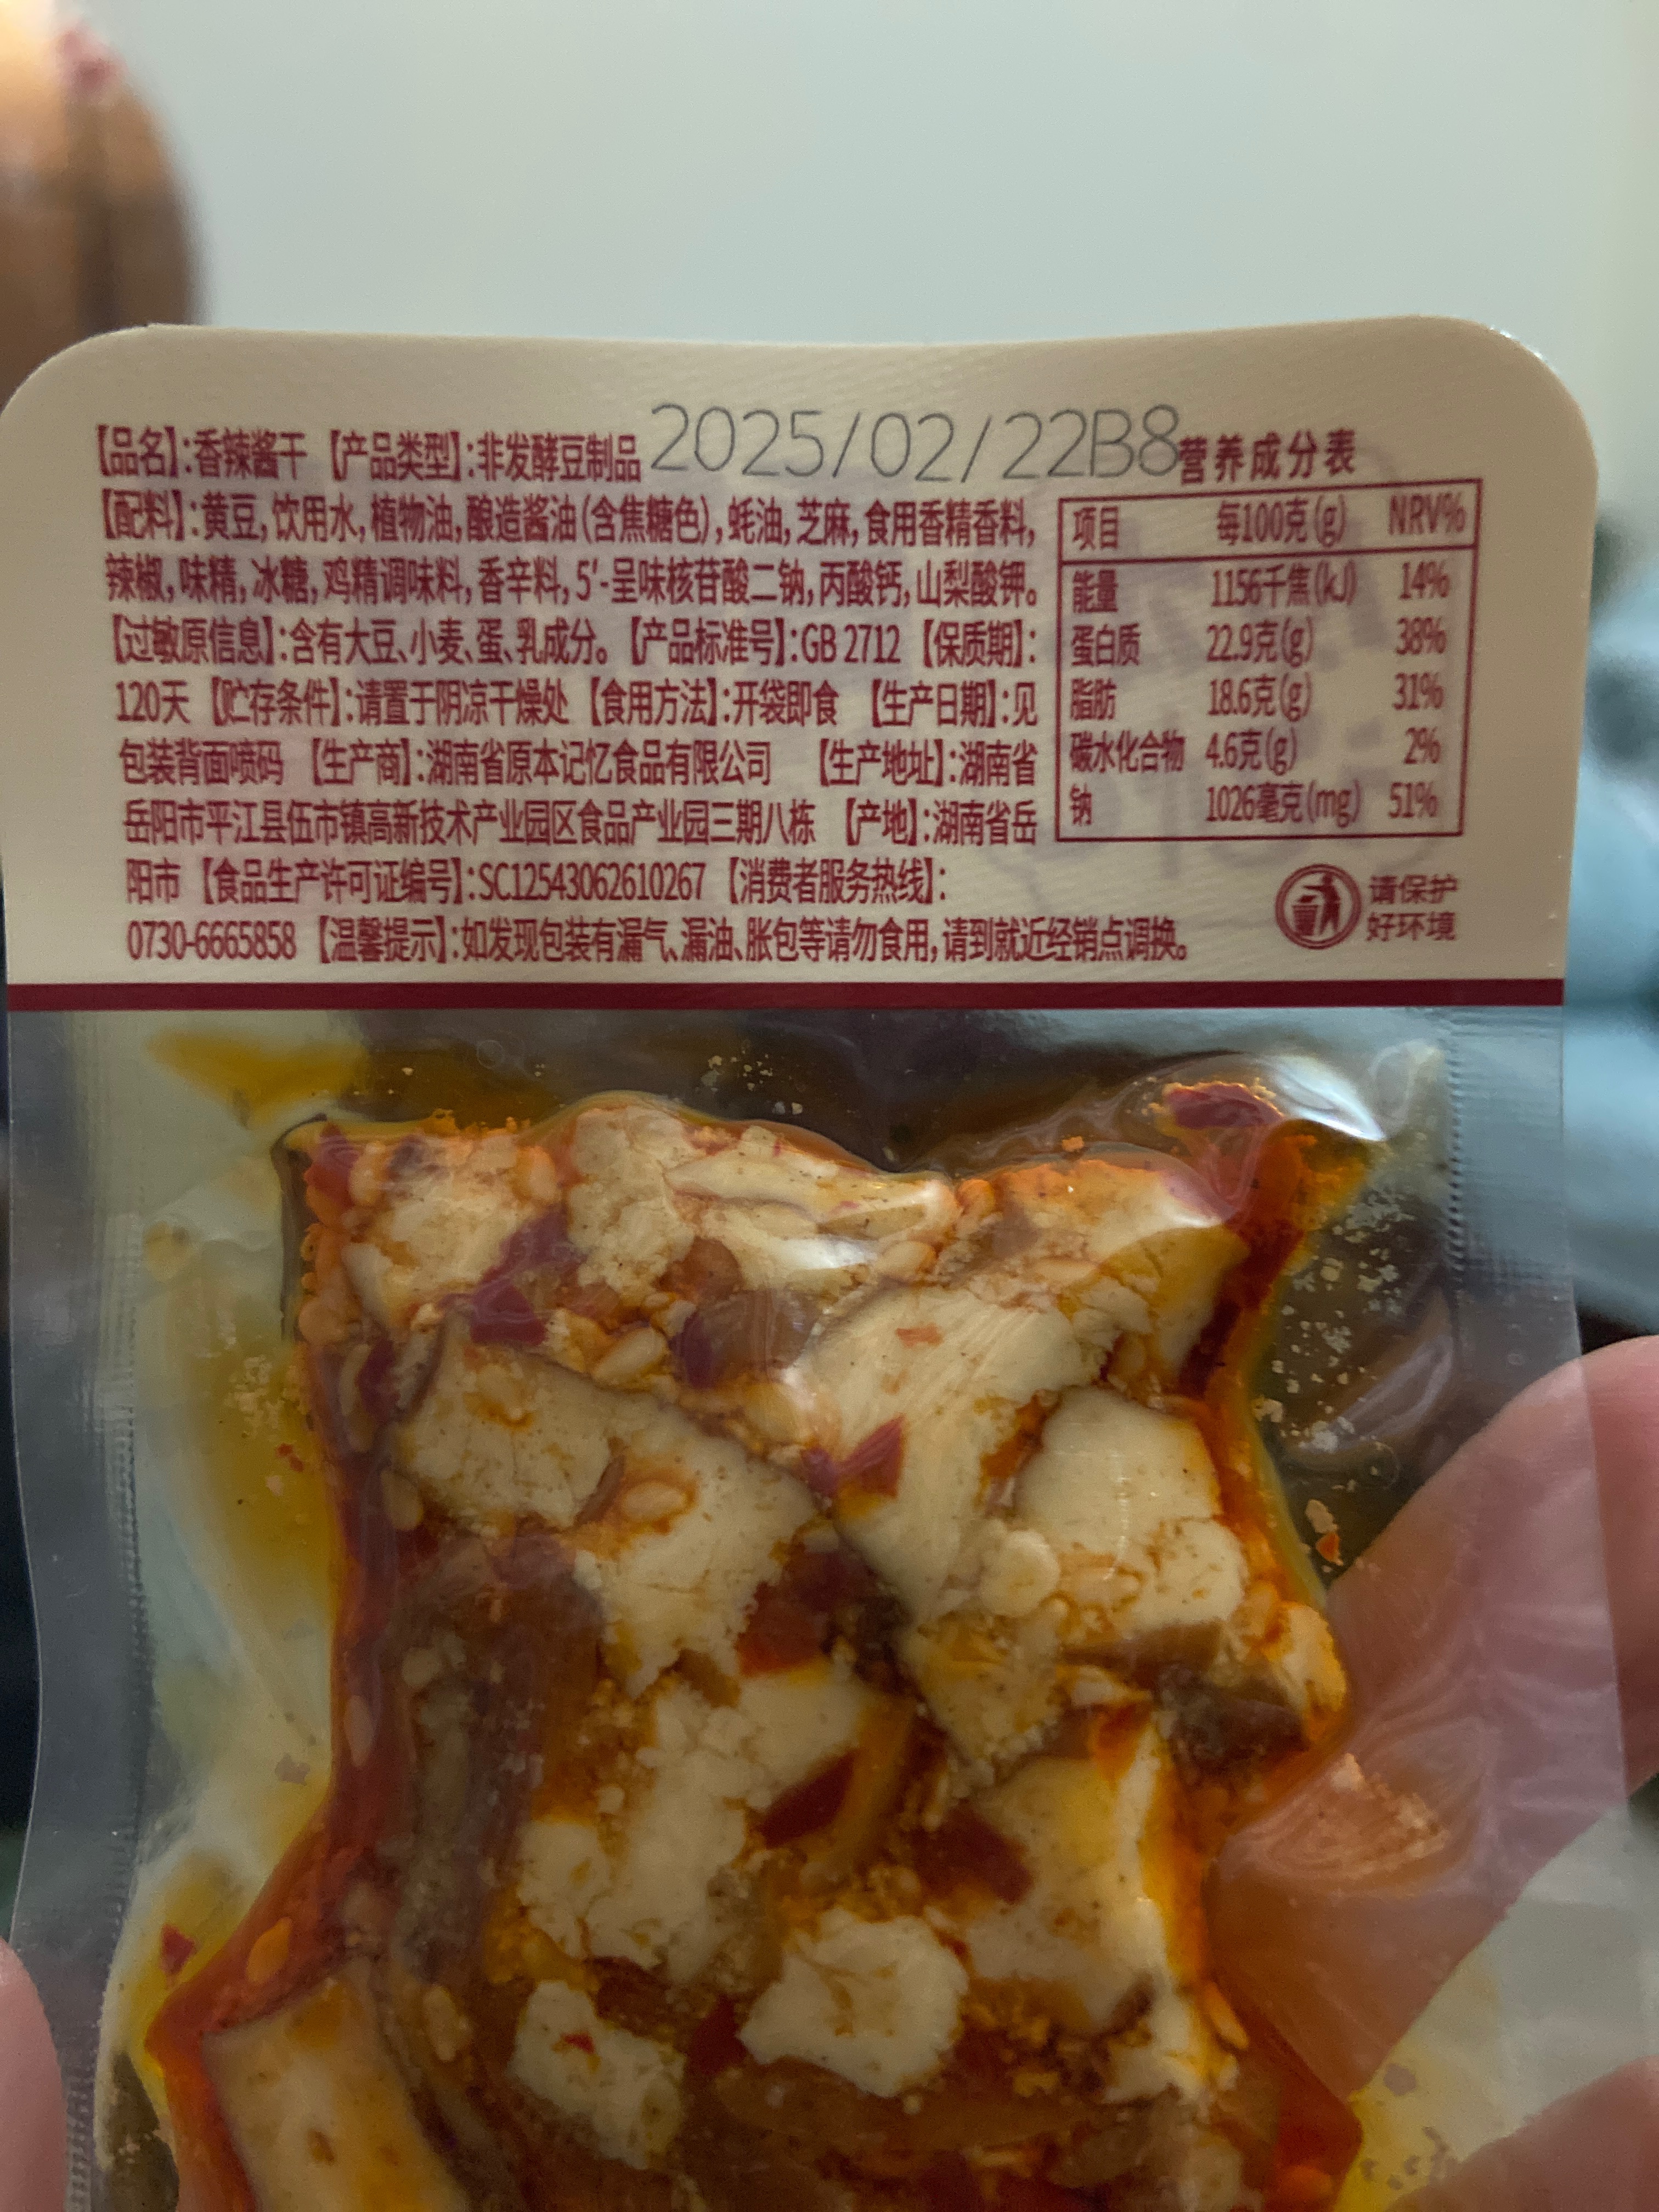 【品名】:香辣酱干 【产品类型】:非发酵豆制品 2025/02/22B8
【配料】:黄豆,饮用水,植物油,酿造酱油(含焦糖色),蚝油,芝麻,食用香精香料,
辣椒,味精,冰糖,鸡精调味料,香辛料,5'-呈味核苷酸二钠,丙酸钙,山梨酸钾。
【过敏原信息】:含有大豆、小麦、蛋、乳成分。【产品标准号】:GB 2712 【保质期】:
120天 【贮存条件】:请置于阴凉干燥处 【食用方法】:开袋即食 【生产日期】:见
包装背面喷码 【生产商】:湖南省原本记忆食品有限公司 【生产地址】:湖南省
岳阳市平江县伍市镇高新技术产业园区食品产业园三期八栋 【产地】:湖南省岳
阳市 【食品生产许可证编号】:SC12543062610267 【消费者服务热线】:
0730-6665858 【温馨提示】:如发现包装有漏气、漏油、胀包等请勿食用,请到就近经销点调换。
营养成分表
项目 每100克(g) NRV%
能量 1156千焦(kJ) 14%
蛋白质 22.9克(g) 38%
脂肪 18.6克(g) 31%
碳水化合物 4.6克(g) 2%
钠 1026毫克(mg) 51%
请保护
好环境